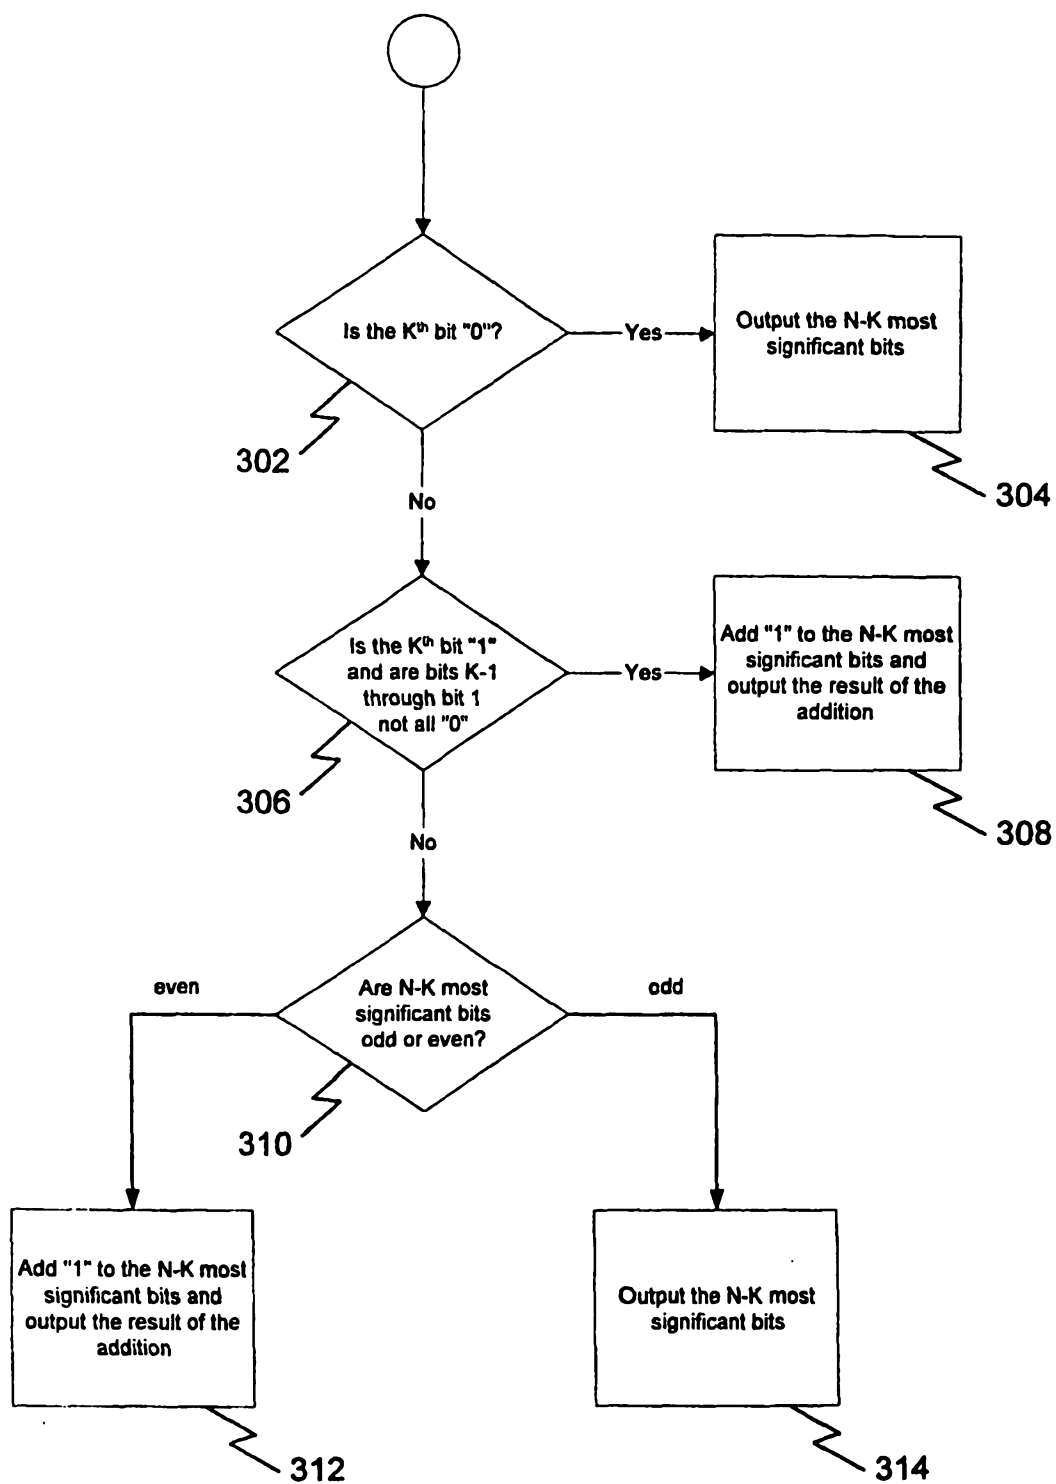 Is the Kth bit "0"?
Yes
Output the N-K most
significant bits
302
304
No
Is the Kth bit "1"
and are bits K-1
through bit 1
not all "0"
Yes
Add "1" to the N-K most
significant bits and
output the result of the
addition
306
308
No
even
Are N-K most
significant bits
odd or even?
odd
310
Add "1" to the N-K most
significant bits and
output the result of the
addition
Output the N-K most
significant bits
312
314